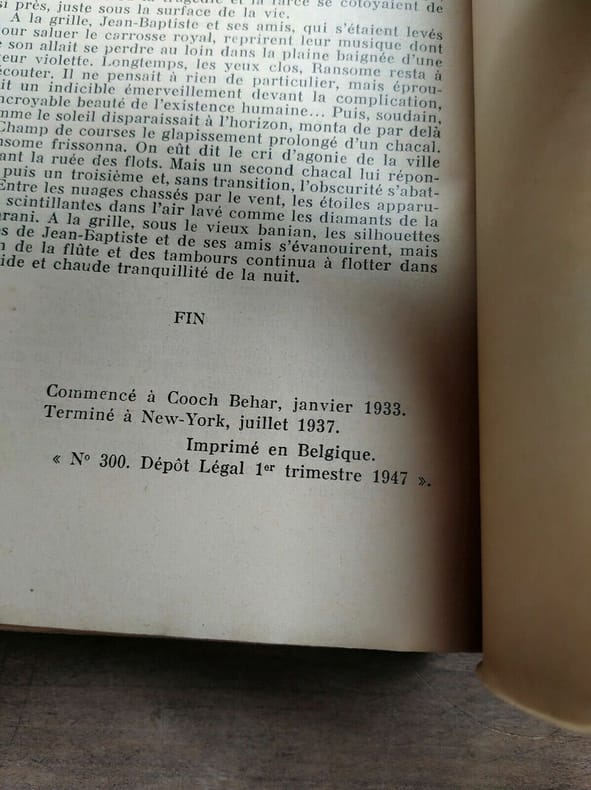 si près, juste sous la surface de la vie.
A la grille, Jean-Baptiste et ses amis, qui s'étaient levés
pour saluer le carrosse royal, reprirent leur musique dont
son allait se perdre au loin dans la plaine baignée d'une
violette. Longtemps, les yeux clos, Ransome resta à
écouter. Il ne pensait à rien de particulier, mais éprou-
it un indicible émerveillement devant la complication,
incroyable beauté de l'existence humaine... Puis, soudain,
mme le soleil disparaissait à l'horizon, monta de par delà
Champ de courses le glapissement prolongé d'un chacal.
nsome frissonna. On eût dit le cri d'agonie de la ville
ant la ruée des flots. Mais un second chacal lui répon-
puis un troisième et, sans transition, l'obscurité s'abat-
Entre les nuages chassés par le vent, les étoiles apparu-
scintillantes dans l'air lavé comme les diamants de la
arani. A la grille, sous le vieux banian, les silhouettes
s de Jean-Baptiste et de ses amis s'évanouirent, mais
n de la flûte et des tambours continua à flotter dans
ide et chaude tranquillité de la nuit.
FIN
Commencé à Cooch Behar, janvier 1933.
Terminé à New-York, juillet 1937.
Imprimé en Belgique.
« Nº 300. Dépôt Légal 1er trimestre 1947 ».